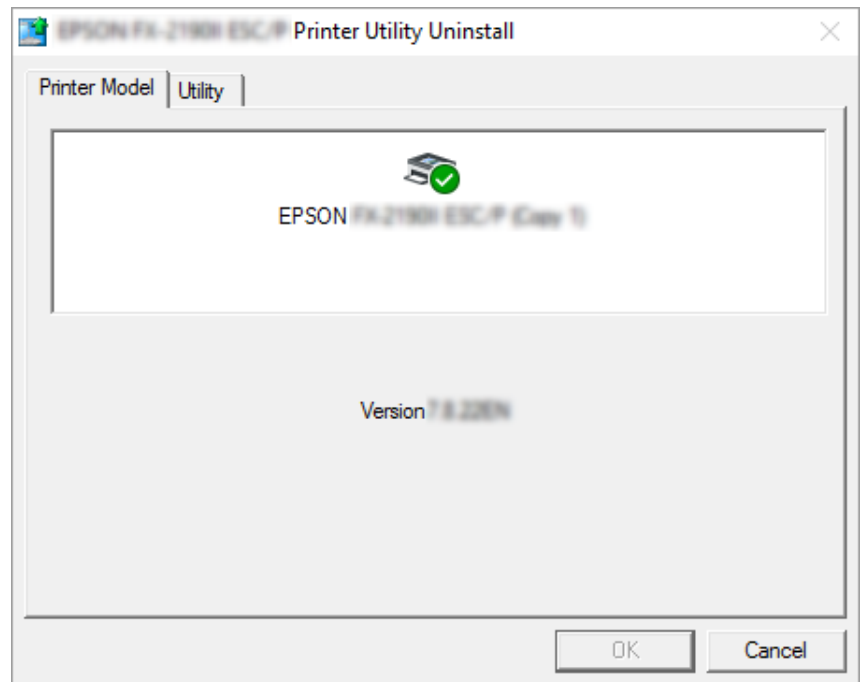 Printer Utility Uninstall
Printer Model
Utility
EPSON
Version
OK
Cancel